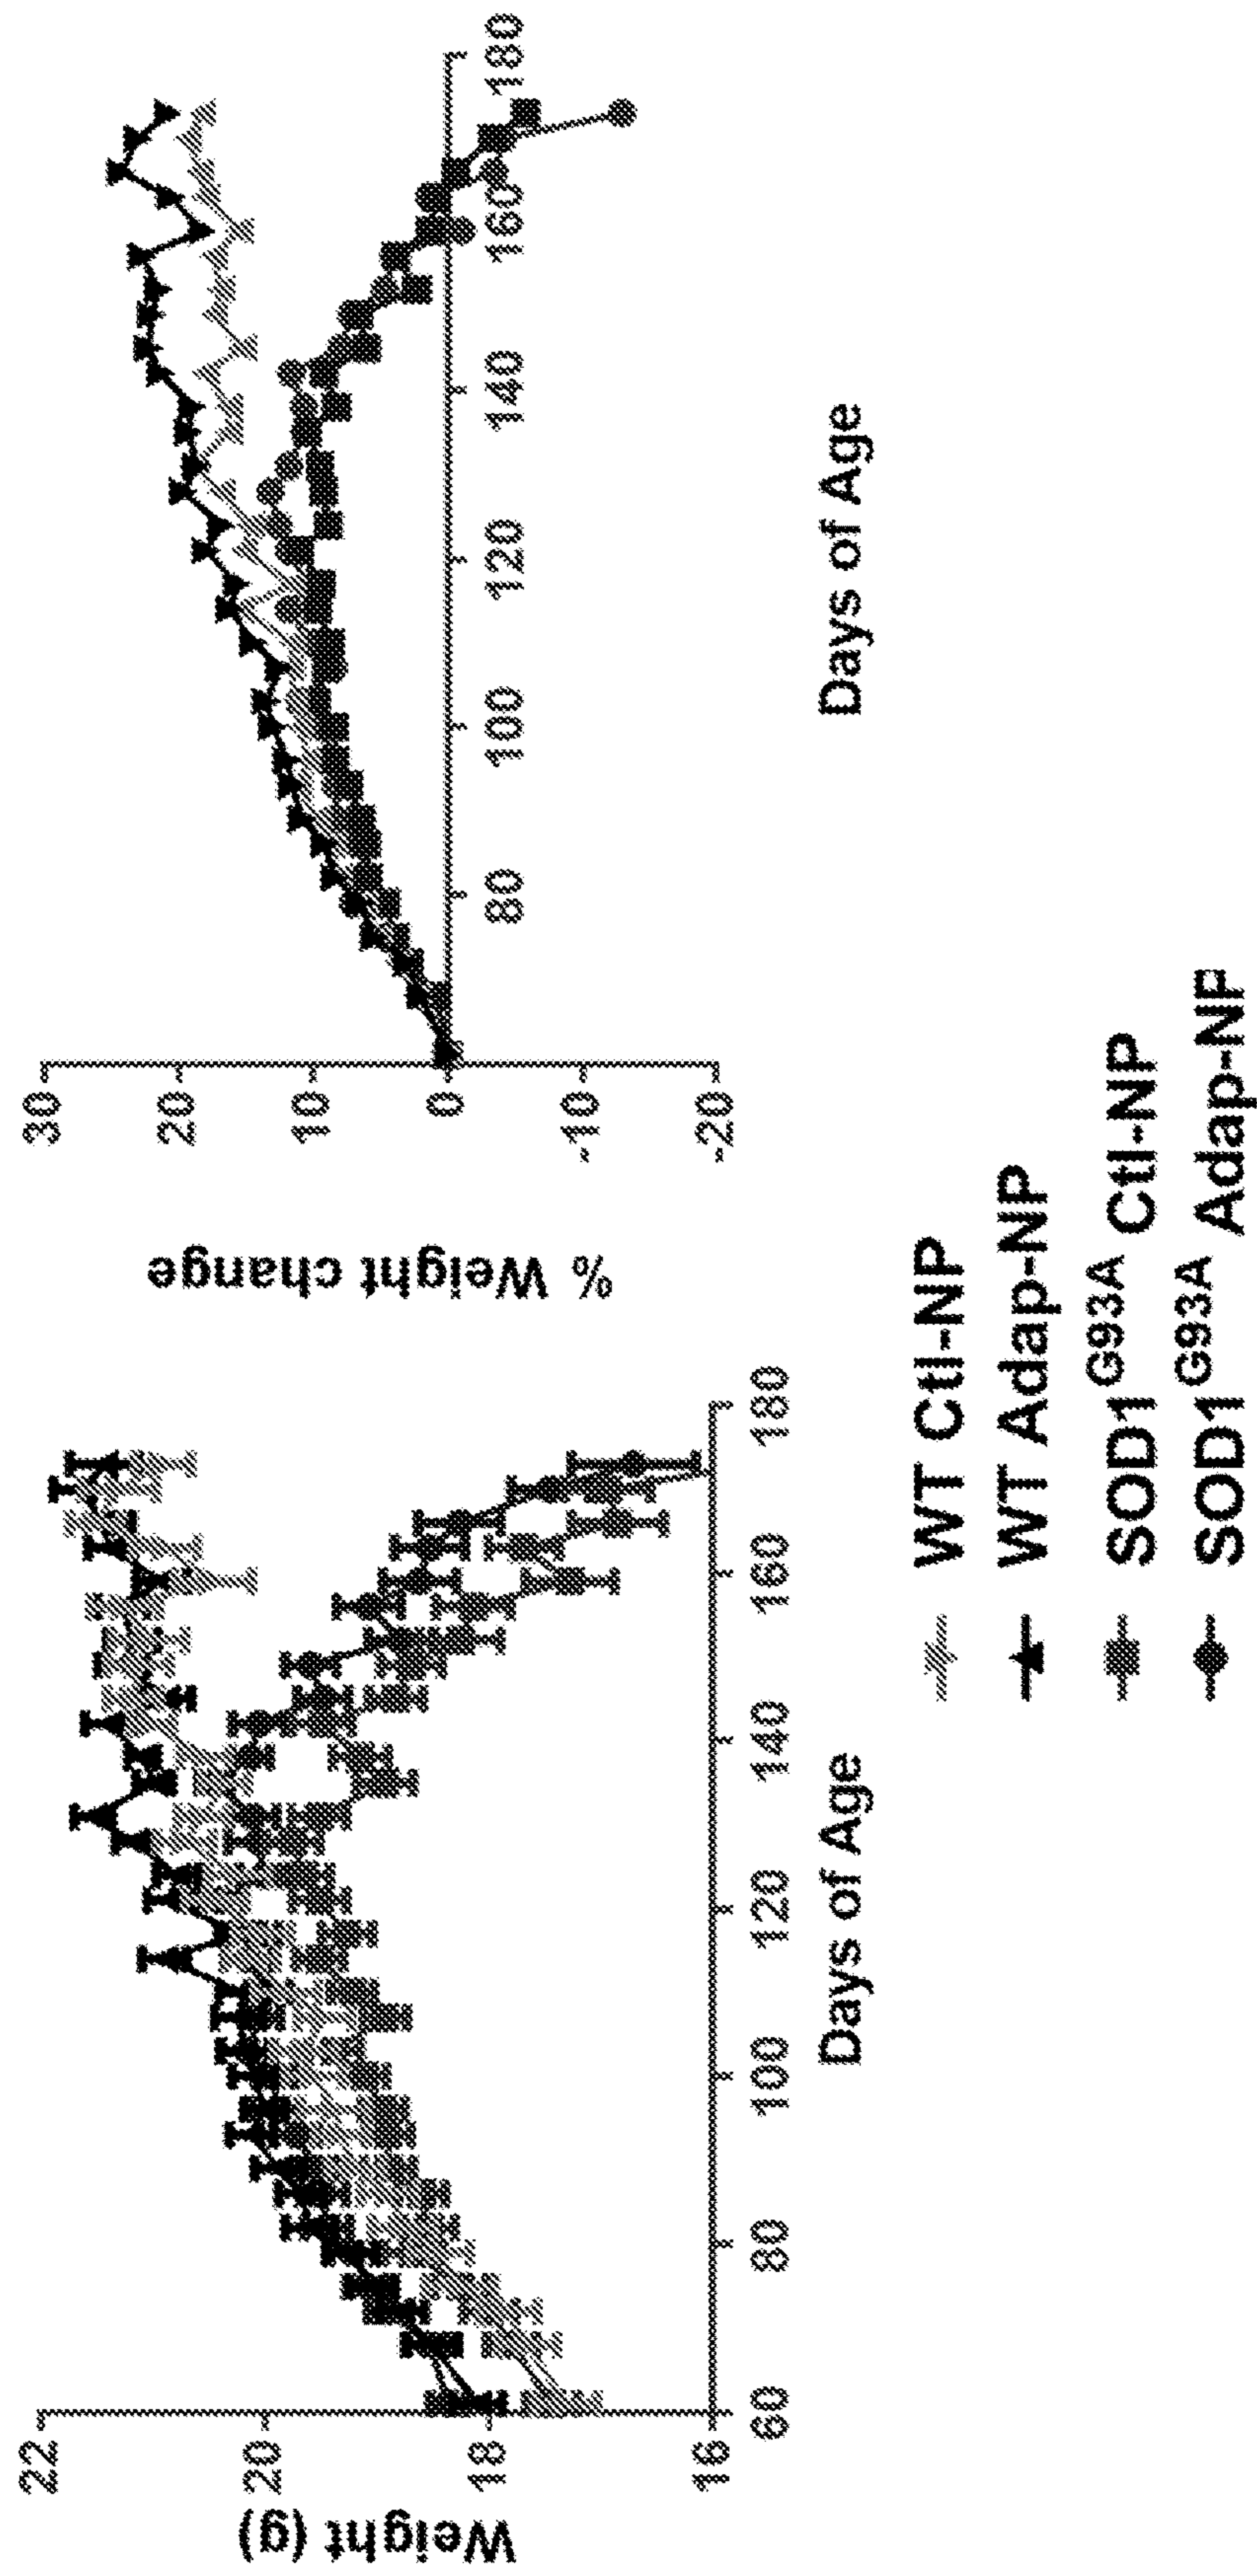 Weight (g)
22
20
18
16
60
80
100
120
140
160
180
Days of Age
% Weight change
30
20
10
0
-10
-20
80
100
120
140
160
180
Days of Age
WT Ctl-NP
WT Adap-NP
SOD1G93A Ctl-NP
SOD1G93A Adap-NP